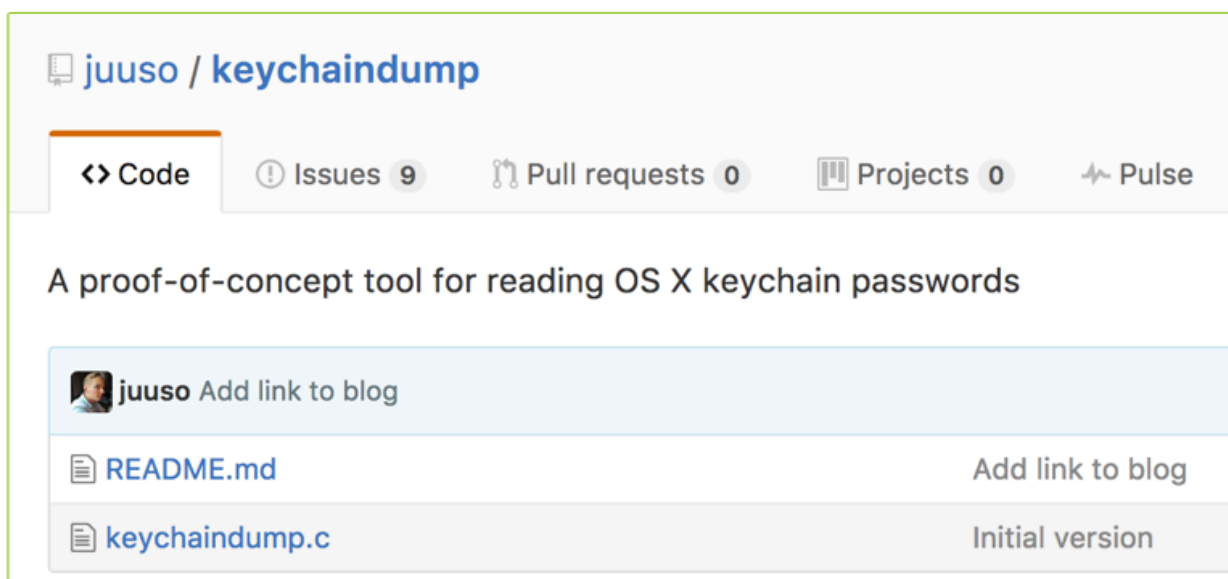 juuso / keychaindump
Code Issues 9 Pull requests 0 Projects 0 Pulse
A proof-of-concept tool for reading OS X keychain passwords
juuso Add link to blog
README.md Add link to blog
keychaindump.c Initial version